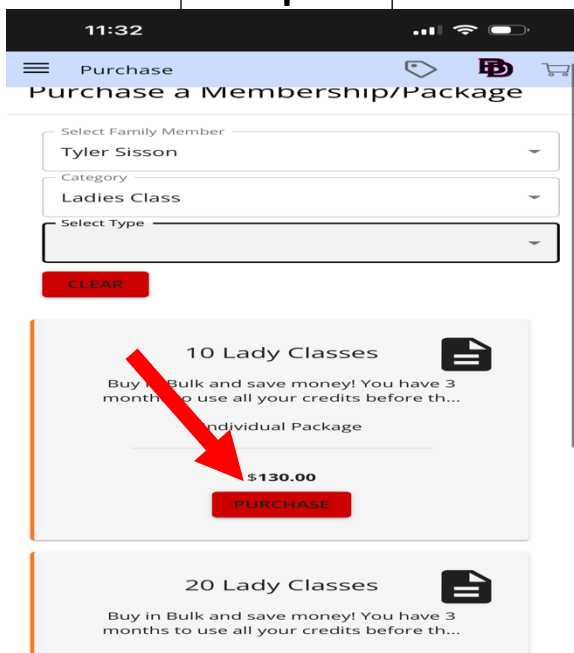 11:32
Purchase
Purchase a Membership/Package
Select Family Member
Tyler Sisson
Category
Ladies Class
Select Type
CLEAR
10 Lady Classes
Buy Bulk and save money! You have 3
to use all your credits before th...
Package
$130.00
PURCHASE
20 Lady Classes
Buy in Bulk and save money! You have 3
months to use all your credits before th...